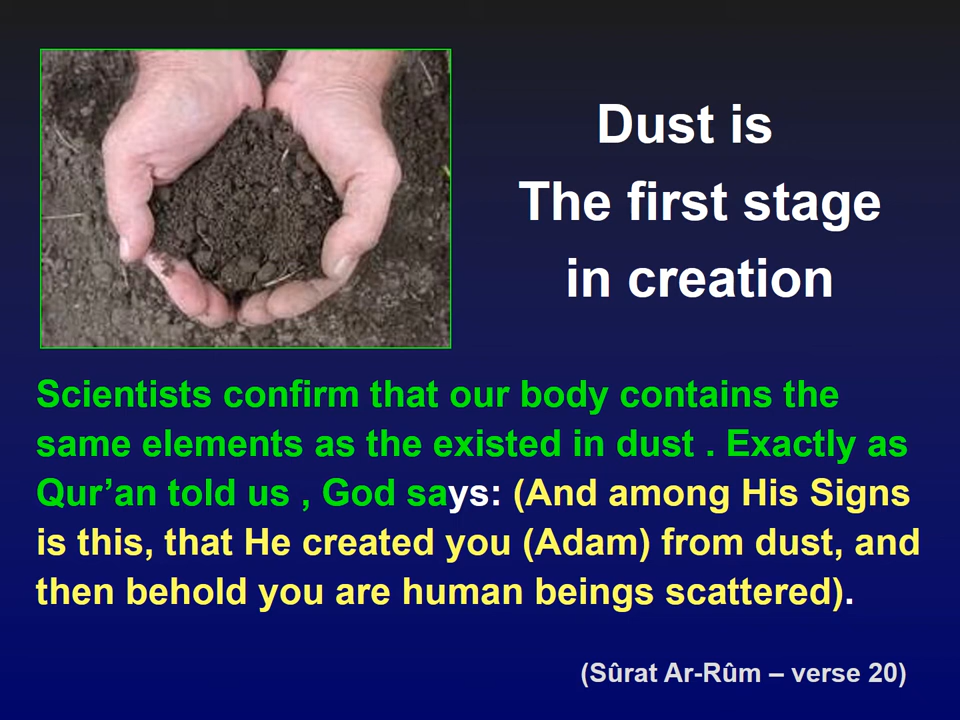 Dust is
The first stage
in creation
Scientists confirm that our body contains the
same elements as the existed in dust . Exactly as
Qur’an told us , God says: (And among His Signs
is this, that He created you (Adam) from dust, and
then behold you are human beings scattered).
(Sûrat Ar-Rûm – verse 20)